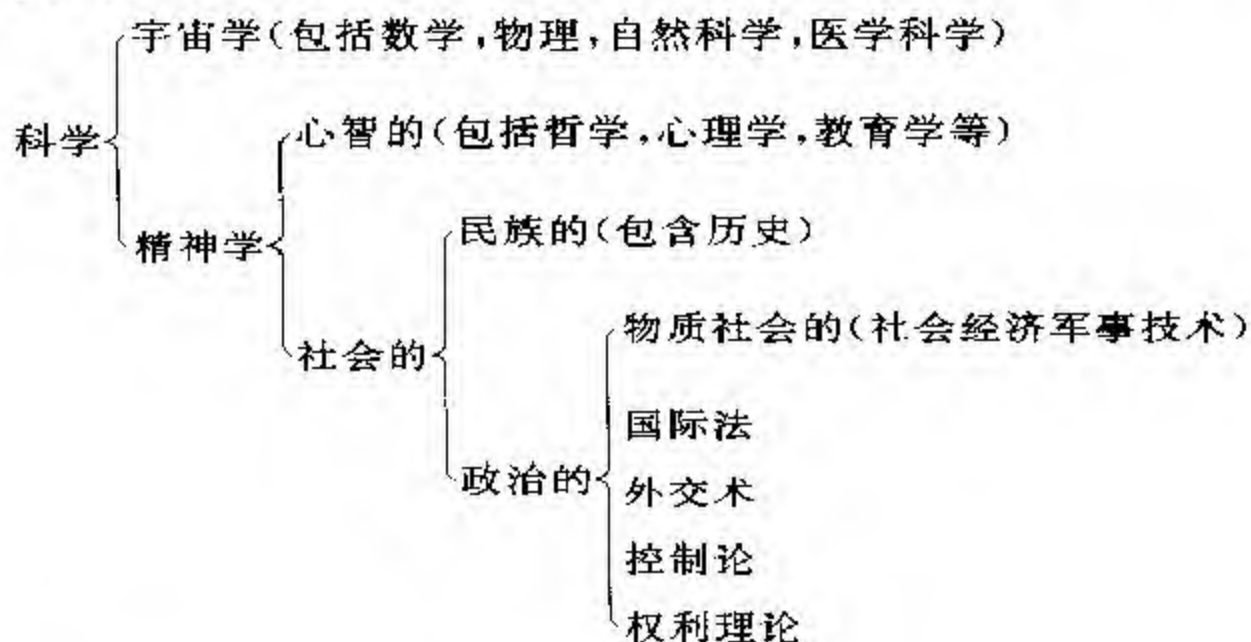 宇宙学(包括数学,物理,自然科学,医学科学)
科学
心智的(包括哲学,心理学,教育学等)
精神学
民族的(包含历史)
社会的
物质社会的(社会经济军事技术)
国际法
政治的
外交术
控制论
权利理论